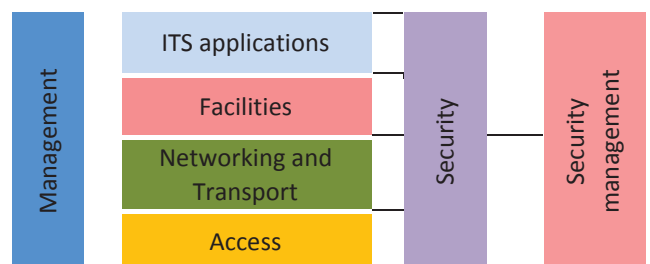 Management
ITS applications
Facilities
Networking and
Transport
Access
Security
Security
management